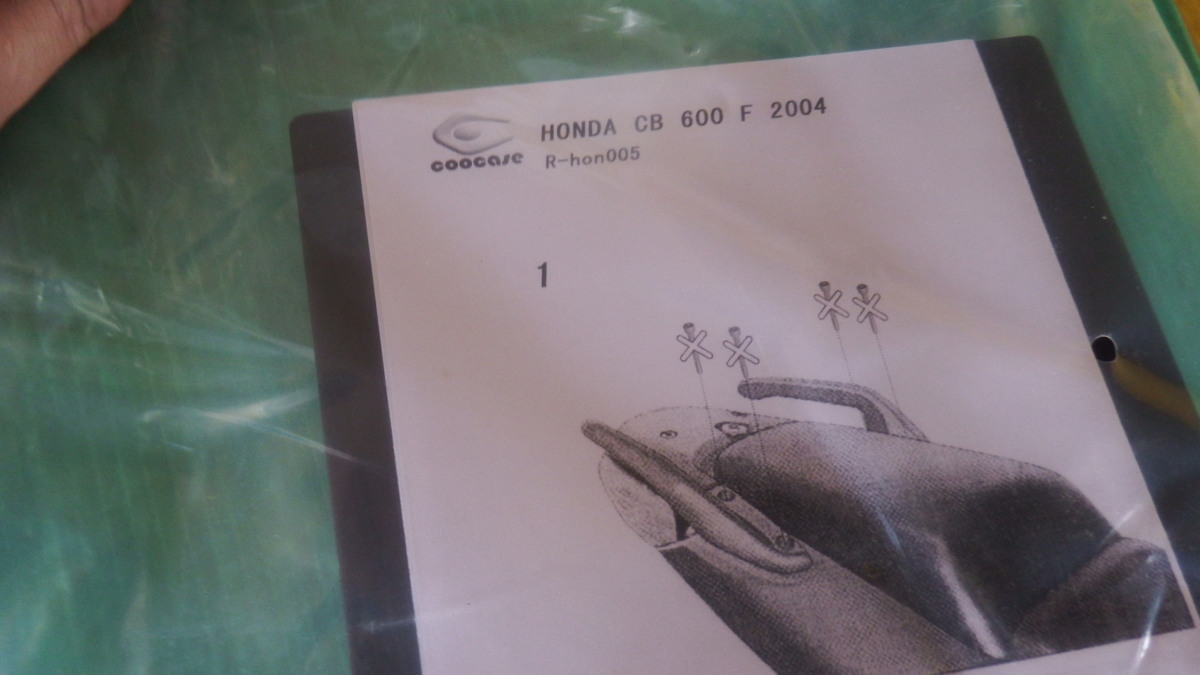 coocase
HONDA CB 600 F 2004
R-hon005
1